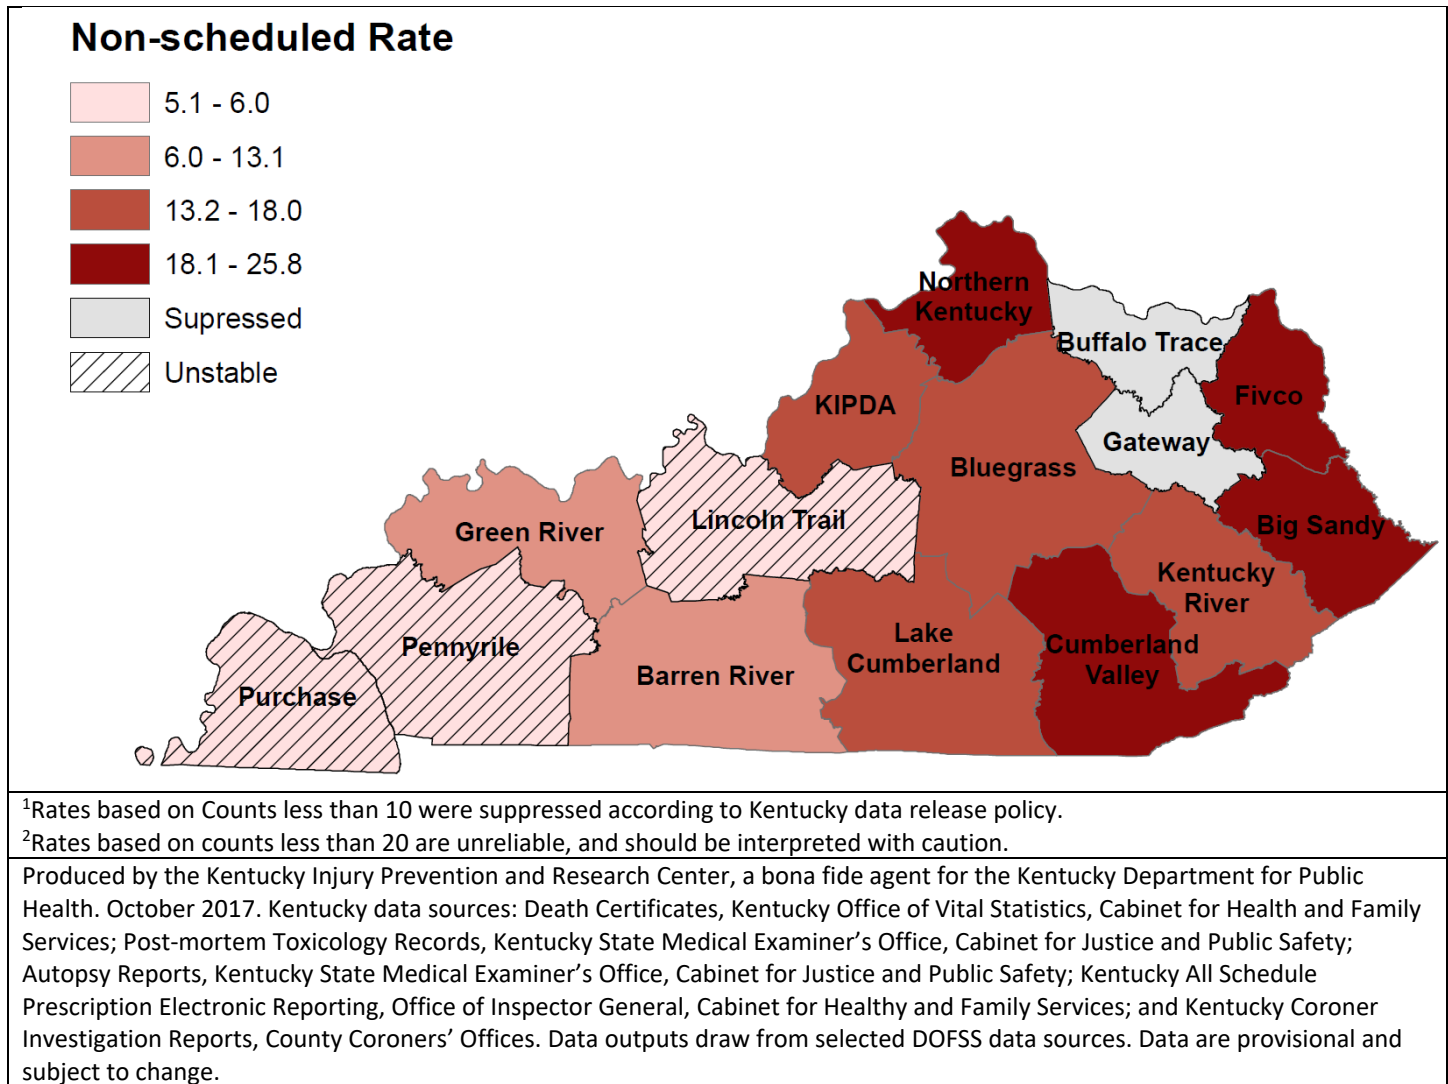 Non-scheduled Rate
5.1 - 6.0
6.0 - 13.1
13.2 - 18.0
18.1 - 25.8
Supressed
Unstable
Northern
Kentucky
Buffalo Trace
Fivco
KIPDA
Gateway
Bluegrass
Lincoln Trail
Big Sandy
Green River
Kentucky
River
Lake
Cumberland
Cumberland
Valley
Pennyrile
Barren River
Purchase
¹Rates based on Counts less than 10 were suppressed according to Kentucky data release policy.
²Rates based on counts less than 20 are unreliable, and should be interpreted with caution.
Produced by the Kentucky Injury Prevention and Research Center, a bona fide agent for the Kentucky Department for Public
Health. October 2017. Kentucky data sources: Death Certificates, Kentucky Office of Vital Statistics, Cabinet for Health and Family
Services; Post-mortem Toxicology Records, Kentucky State Medical Examiner’s Office, Cabinet for Justice and Public Safety;
Autopsy Reports, Kentucky State Medical Examiner’s Office, Cabinet for Justice and Public Safety; Kentucky All Schedule
Prescription Electronic Reporting, Office of Inspector General, Cabinet for Healthy and Family Services; and Kentucky Coroner
Investigation Reports, County Coroners’ Offices. Data outputs draw from selected DOFSS data sources. Data are provisional and
subject to change.